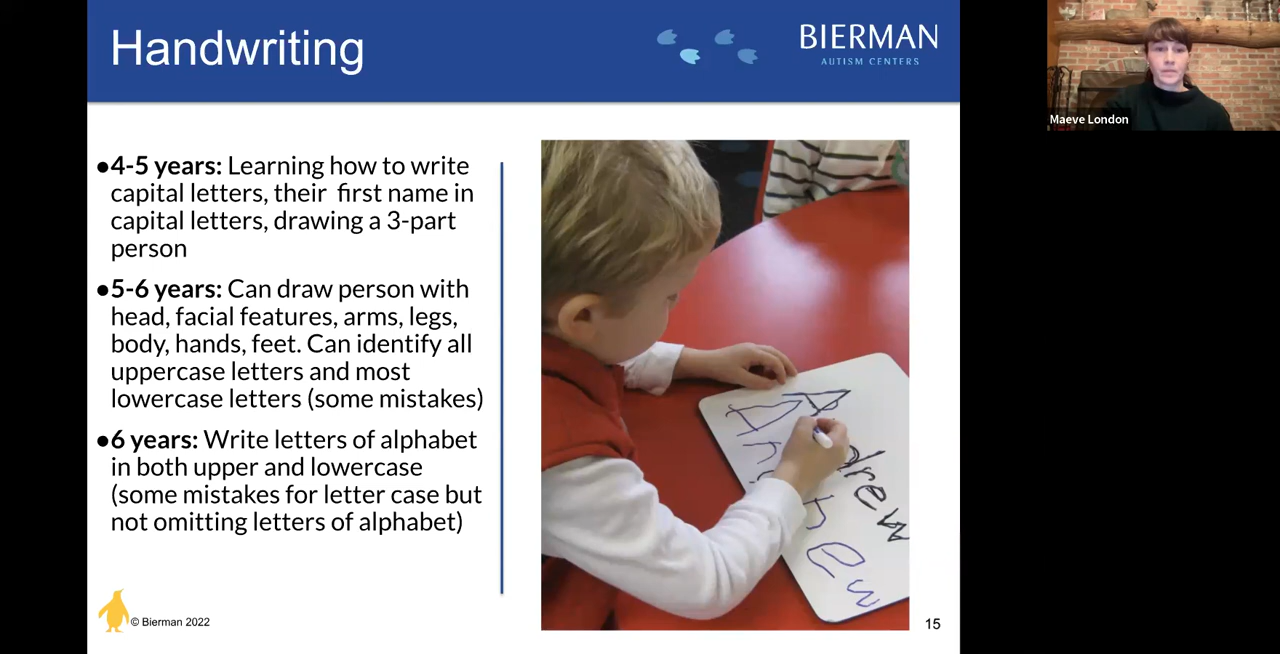 Handwriting
BIERMAN
AUTISM CENTERS
Maeve London
●4-5 years: Learning how to write
capital letters, their first name in
capital letters, drawing a 3-part
person
●5-6 years: Can draw person with
head, facial features, arms, legs,
body, hands, feet. Can identify all
uppercase letters and most
lowercase letters (some mistakes)
●6 years: Write letters of alphabet
in both upper and lowercase
(some mistakes for letter case but
not omitting letters of alphabet)
© Bierman 2022
15